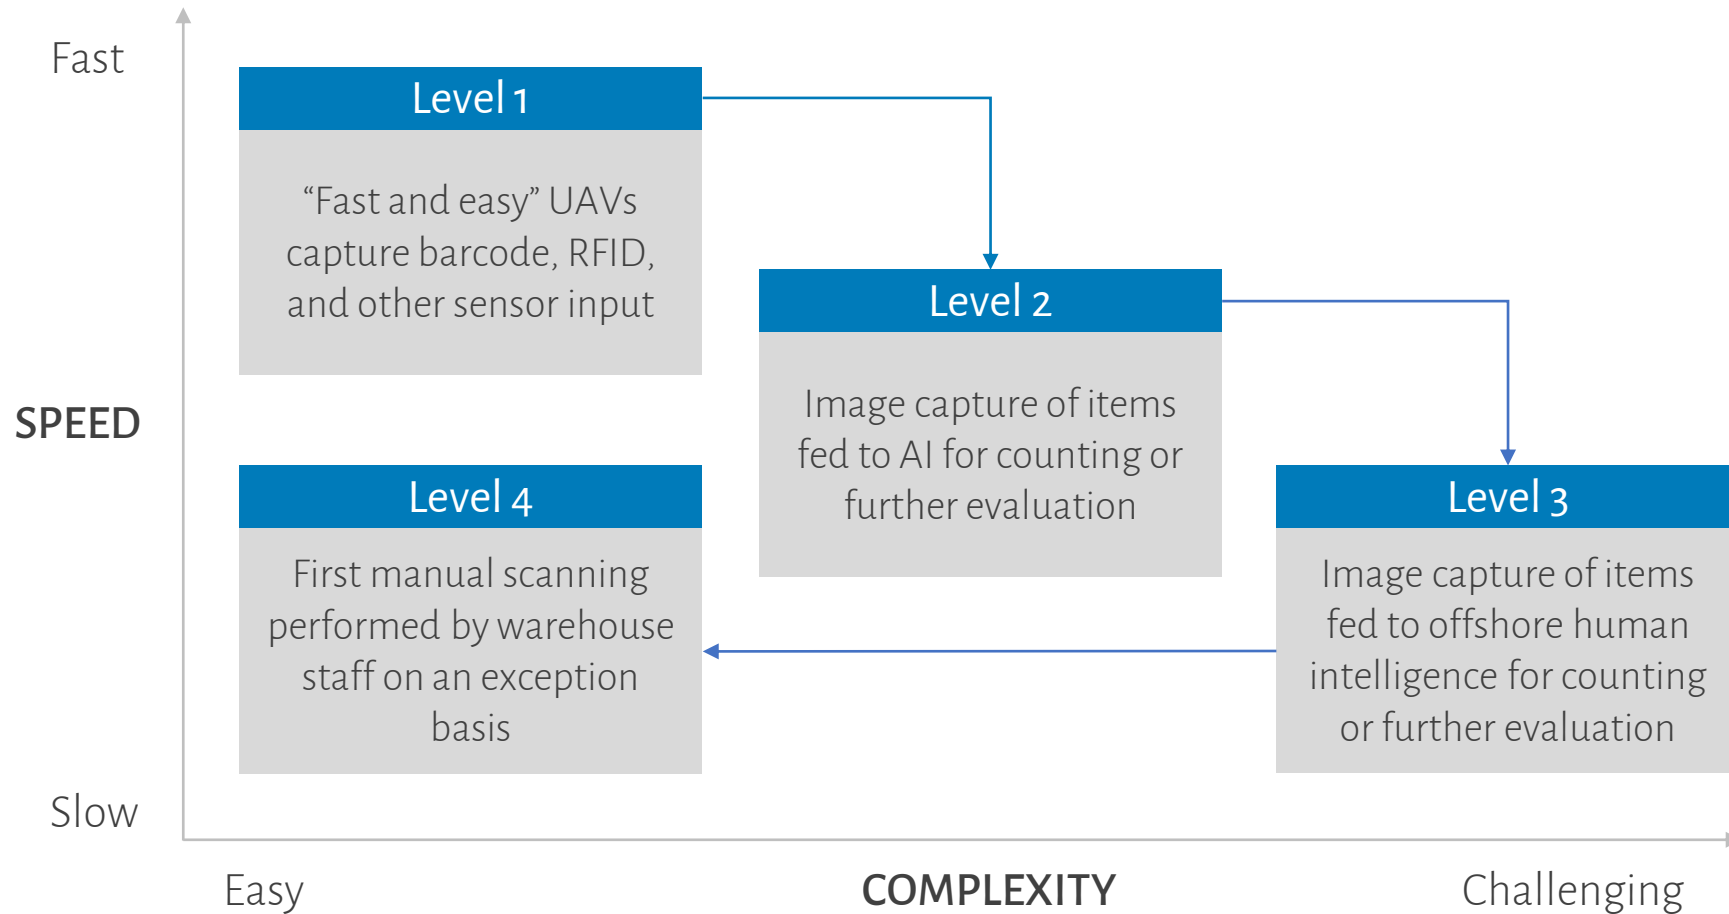 Fast
Level 1
“Fast and easy” UAVs
capture barcode, RFID,
and other sensor input
Level 2
Image capture of items
fed to AI for counting or
further evaluation
SPEED
Level 4
First manual scanning
performed by warehouse
staff on an exception
basis
Level 3
Image capture of items
fed to offshore human
intelligence for counting
or further evaluation
Slow
Easy
COMPLEXITY
Challenging